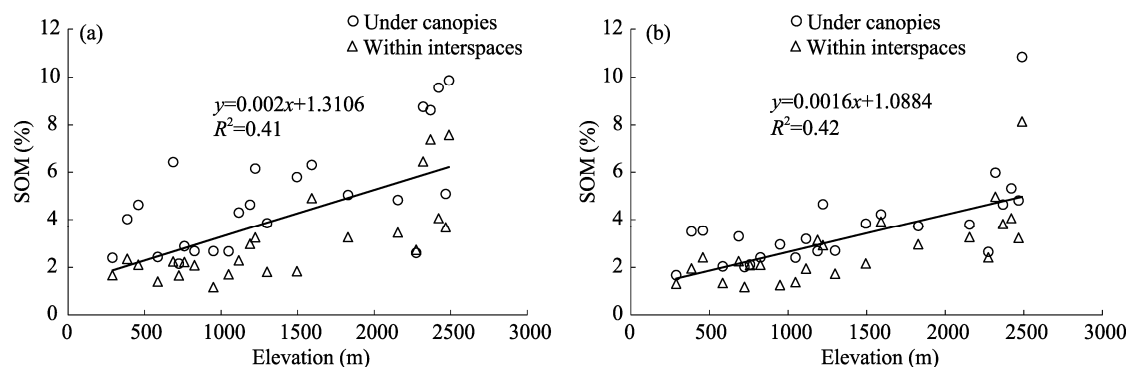 (a)
Under canopies
Within interspaces
y=0.002x+1.3106
R²=0.41
SOM (%)
12
10
8
6
4
2
0
0 500 1000 1500 2000 2500 3000
Elevation (m)
(b)
Under canopies
Within interspaces
y=0.0016x+1.0884
R²=0.42
SOM (%)
12
10
8
6
4
2
0
0 500 1000 1500 2000 2500 3000
Elevation (m)